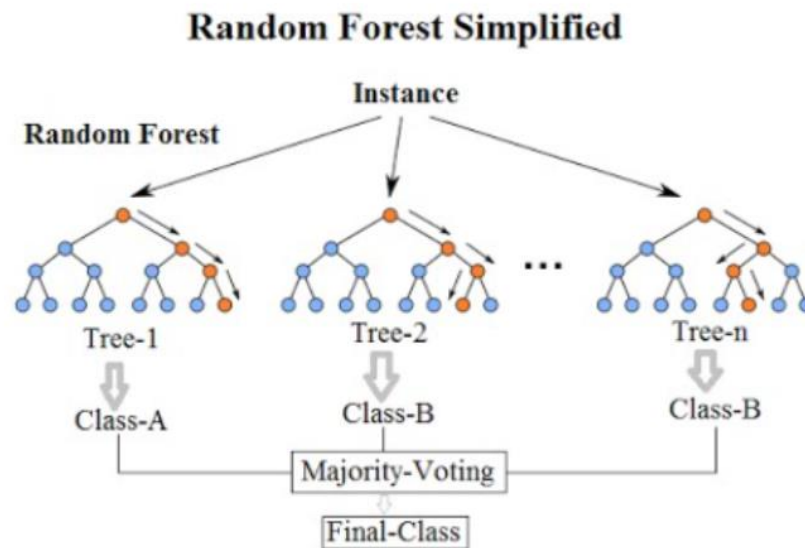 Random Forest Simplified
Instance
Random Forest
...
Tree-1
Tree-2
Tree-n
Class-A
Class-B
Class-B
Majority-Voting
Final-Class